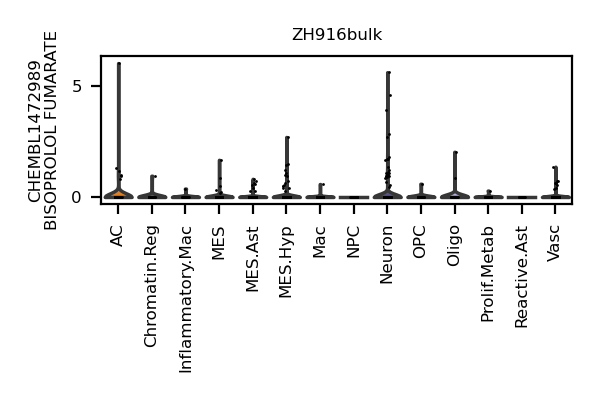 ZH916bulk
CHEMBL1472989
BISOPROLOL FUMARATE
5
0
AC
Chromatin.Reg
Inflammatory.Mac
MES
MES.Ast
MES.Hyp
Mac
NPC
Neuron
OPC
Oligo
Prolif.Metab
Reactive.Ast
Vasc